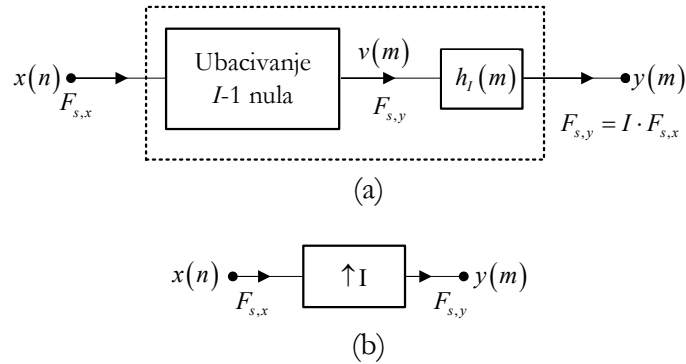 x(n)
F_{s,x}
Ubacivanje
I-1 nula
v(m)
F_{s,y}
h_I(m)
y(m)
F_{s,y} = I · F_{s,x}
(a)
x(n)
F_{s,x}
↑I
F_{s,y}
y(m)
(b)